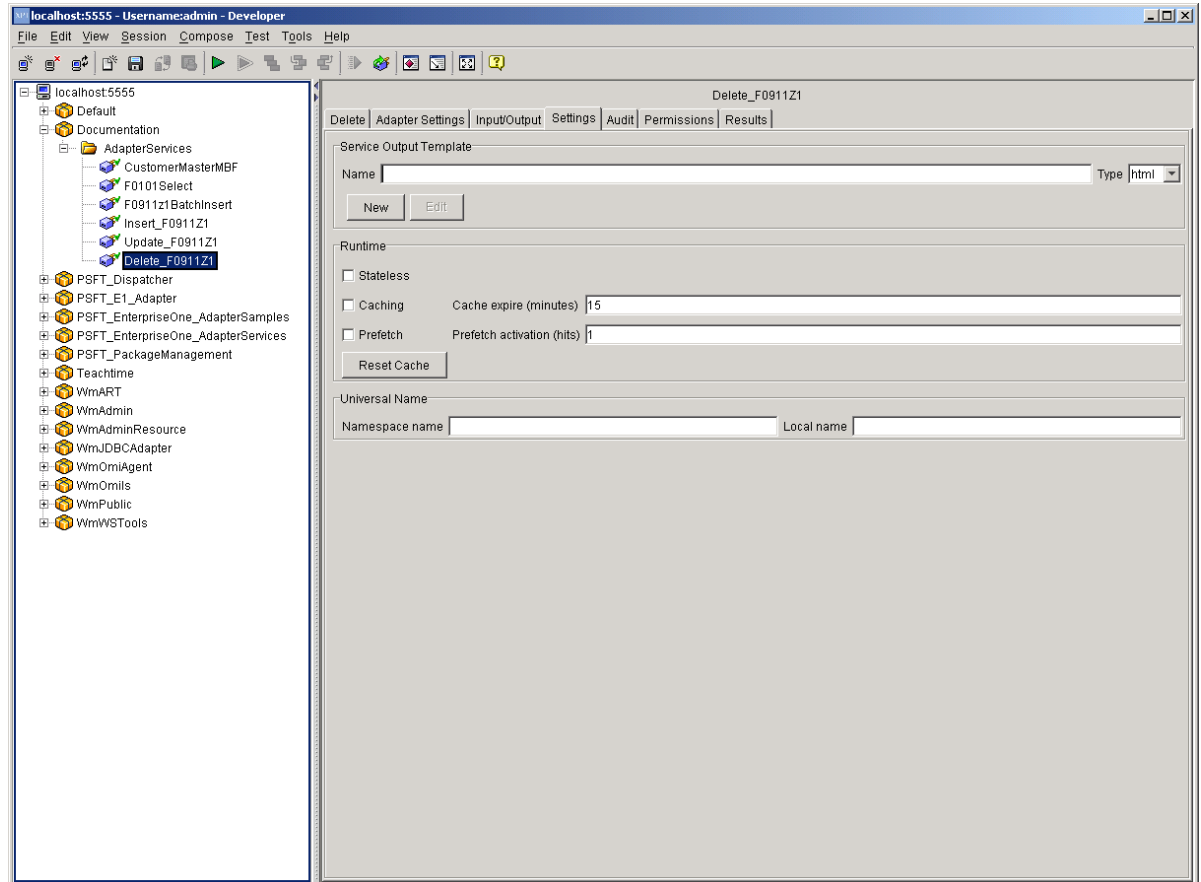 localhost:5555 - Username:admin - Developer
File Edit View Session Compose Test Tools Help
localhost:5555
Default
Documentation
AdapterServices
CustomerMasterMBF
F0101Select
F0911z1BatchInsert
Insert_F0911Z1
Update_F0911Z1
Delete_F0911Z1
PSFT_Dispatcher
PSFT_E1_Adapter
PSFT_EnterpriseOne_AdapterSamples
PSFT_EnterpriseOne_AdapterServices
PSFT_PackageManagement
Teachtime
WmART
WmAdmin
WmAdminResource
WmJDBCAdapter
WmOmiAgent
WmOmils
WmPublic
WmWSTools
Delete_F0911Z1
Delete Adapter Settings Input/Output Settings Audit Permissions Results
Service Output Template
Name Type html
New Edit
Runtime
Stateless
Caching Cache expire (minutes) 15
Prefetch Prefetch activation (hits) 1
Reset Cache
Universal Name
Namespace name Local name